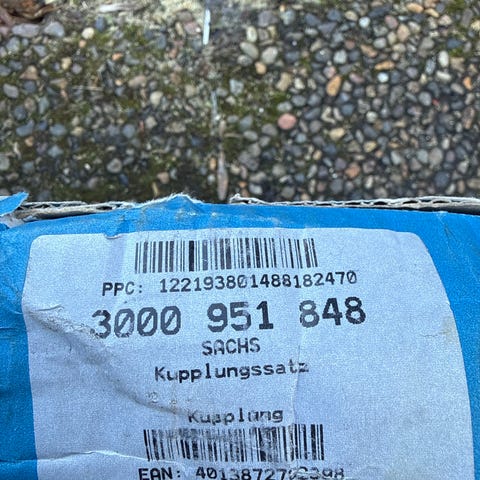 PPC: 122193801488182470
3000 951 848
SACHS
Kupplungssatz
Kupplung
EAN: